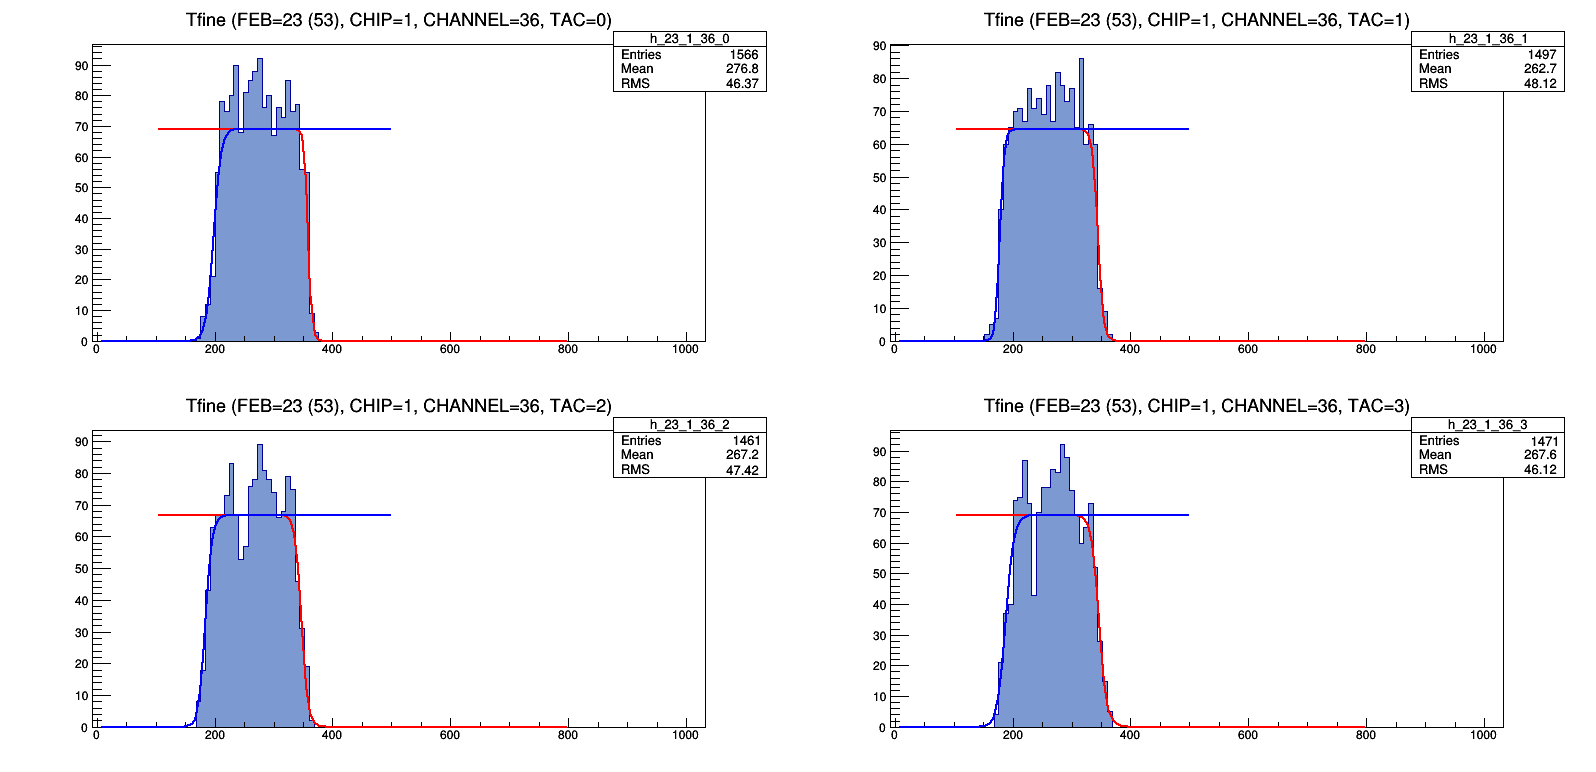 Tfine (FEB=23 (53), CHIP=1, CHANNEL=36, TAC=0)
h_23_1_36_0
Entries 1566
Mean 276.8
RMS 46.37
90
80
70
60
50
40
30
20
10
0
0 200 400 600 800 1000
Tfine (FEB=23 (53), CHIP=1, CHANNEL=36, TAC=1)
h_23_1_36_1
Entries 1497
Mean 262.7
RMS 48.12
90
80
70
60
50
40
30
20
10
0
0 200 400 600 800 1000
Tfine (FEB=23 (53), CHIP=1, CHANNEL=36, TAC=2)
h_23_1_36_2
Entries 1461
Mean 267.2
RMS 47.42
90
80
70
60
50
40
30
20
10
0
0 200 400 600 800 1000
Tfine (FEB=23 (53), CHIP=1, CHANNEL=36, TAC=3)
h_23_1_36_3
Entries 1471
Mean 267.6
RMS 46.12
90
80
70
60
50
40
30
20
10
0
0 200 400 600 800 1000